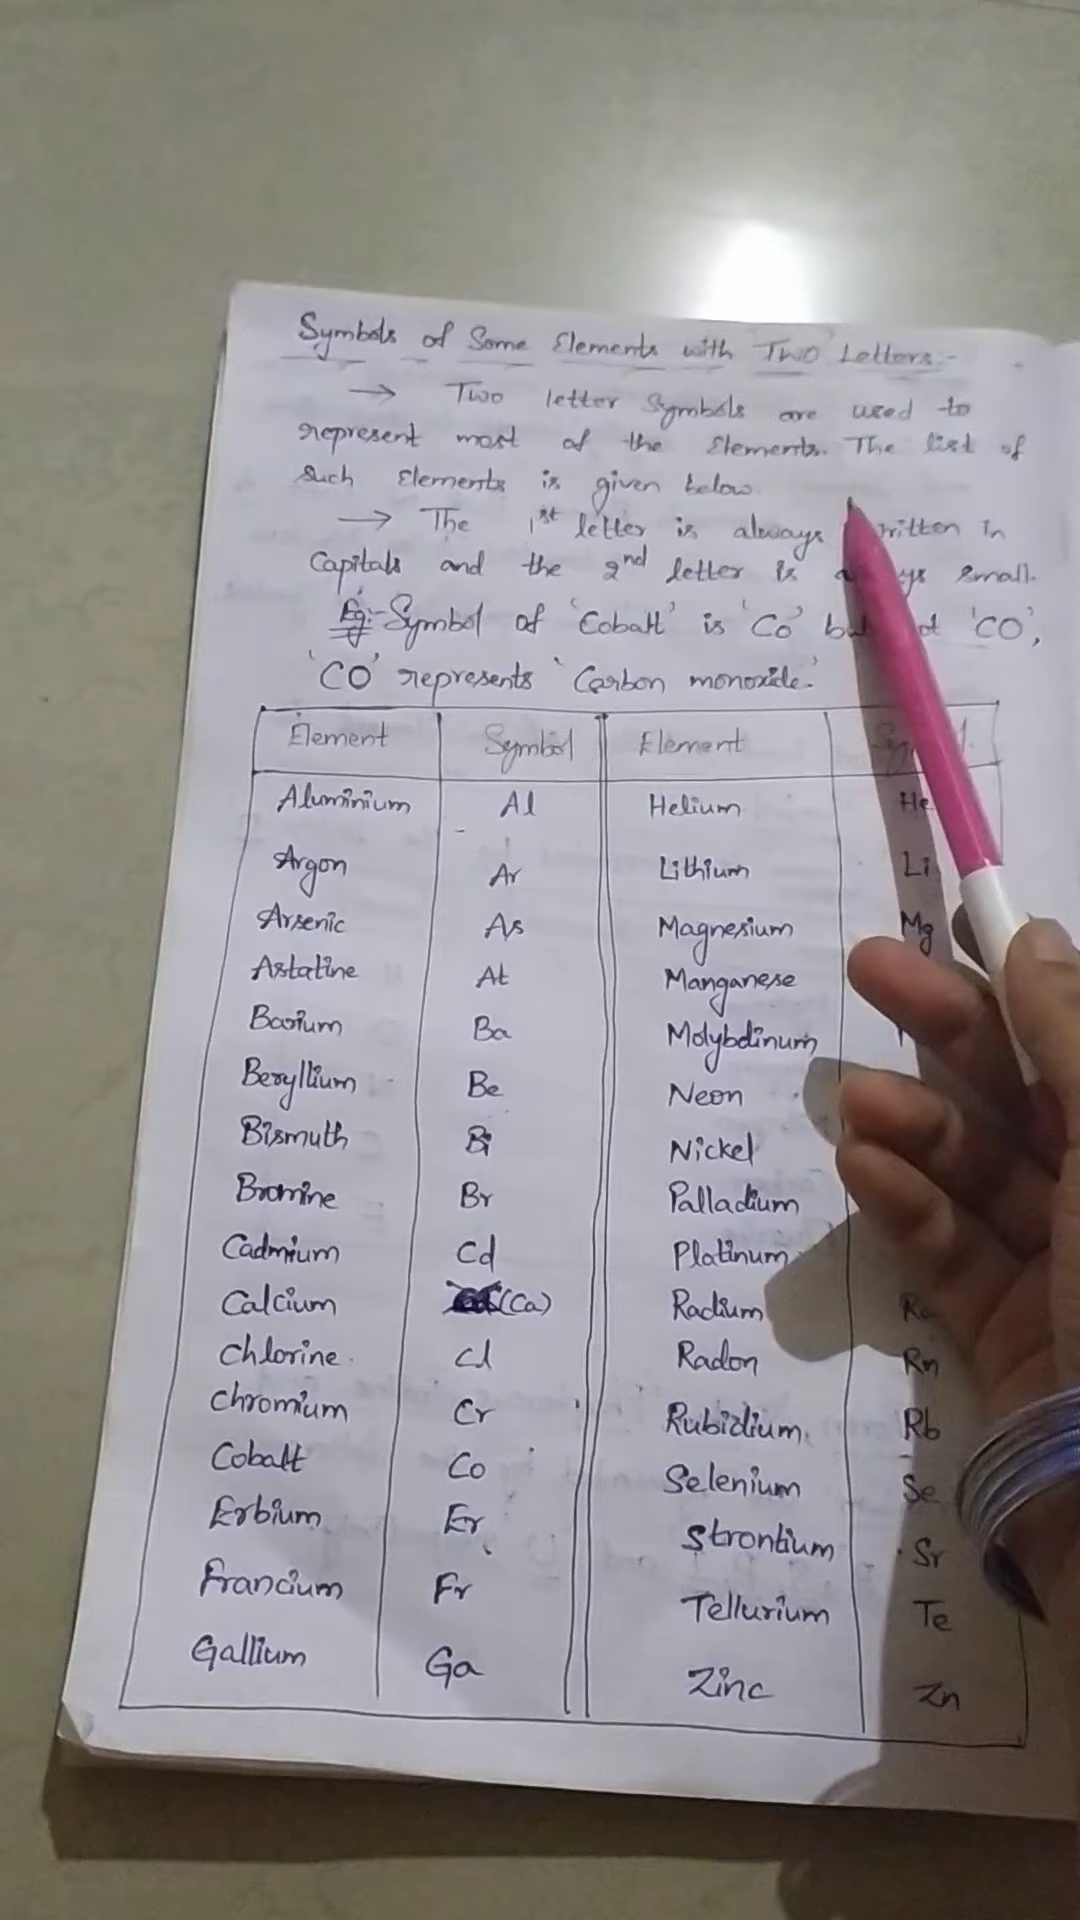 Symbols of Some Elements with 'TWO' Letters:-
→ Two letter Symbols are used to
represent most of the Elements. The list of
such Elements is given below.
→ The 1st letter is always written in
Capitals and the 2nd letter is small.
Eg:- Symbol of 'Cobalt' is 'Co' but not 'CO',
'CO' represents 'Carbon monoxide.'
Element Symbol Element
Aluminium Al Helium He
Argon Ar Lithium Li
Arsenic As Magnesium Mg
Astatine At Manganese
Barium Ba Molybdinum
Beryllium Be Neon
Bismuth Bi Nickel
Bromine Br Palladium
Cadmium Cd Platinum
Calcium (Ca) Radium Ra
Chlorine Cl Radon Rn
Chromium Cr Rubidium Rb
Cobalt Co Selenium Se
Erbium Er Strontium Sr
Francium Fr Tellurium Te
Gallium Ga Zinc Zn